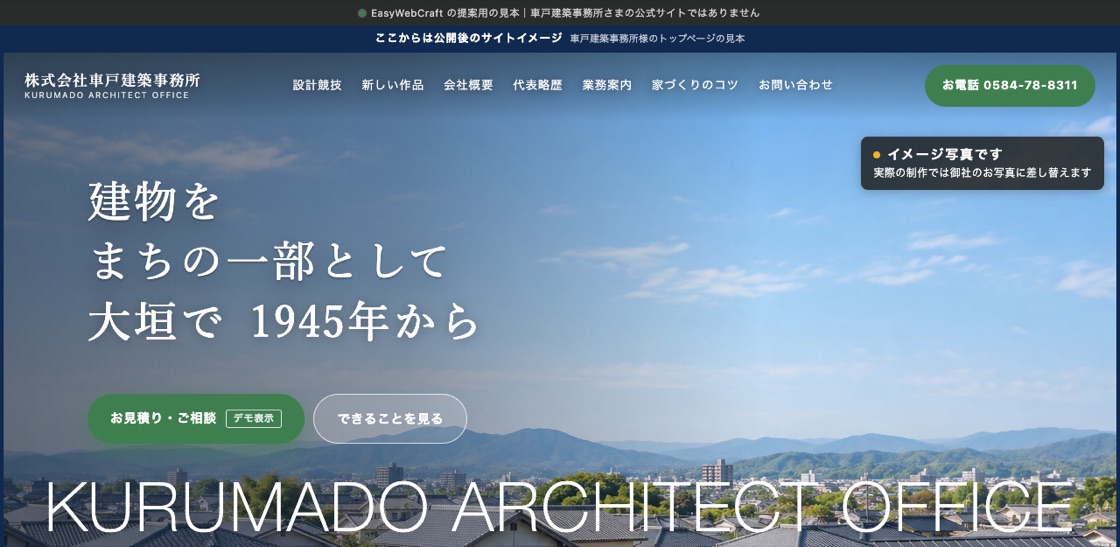 EasyWebCraft の提案用の見本｜車戸建築事務所さまの公式サイトではありません
ここからは公開後のサイトイメージ 車戸建築事務所様のトップページの見本
株式会社車戸建築事務所
KURUMADO ARCHITECT OFFICE
設計競技 新しい作品 会社概要 代表略歴 業務案内 家づくりのコツ お問い合わせ
お電話 0584-78-8311
イメージ写真です
実際の制作では御社のお写真に差し替えます
建物を
まちの一部として
大垣で 1945年から
お見積り・ご相談 デモ表示
できることを見る
KURUMADO ARCHITECT OFFICE